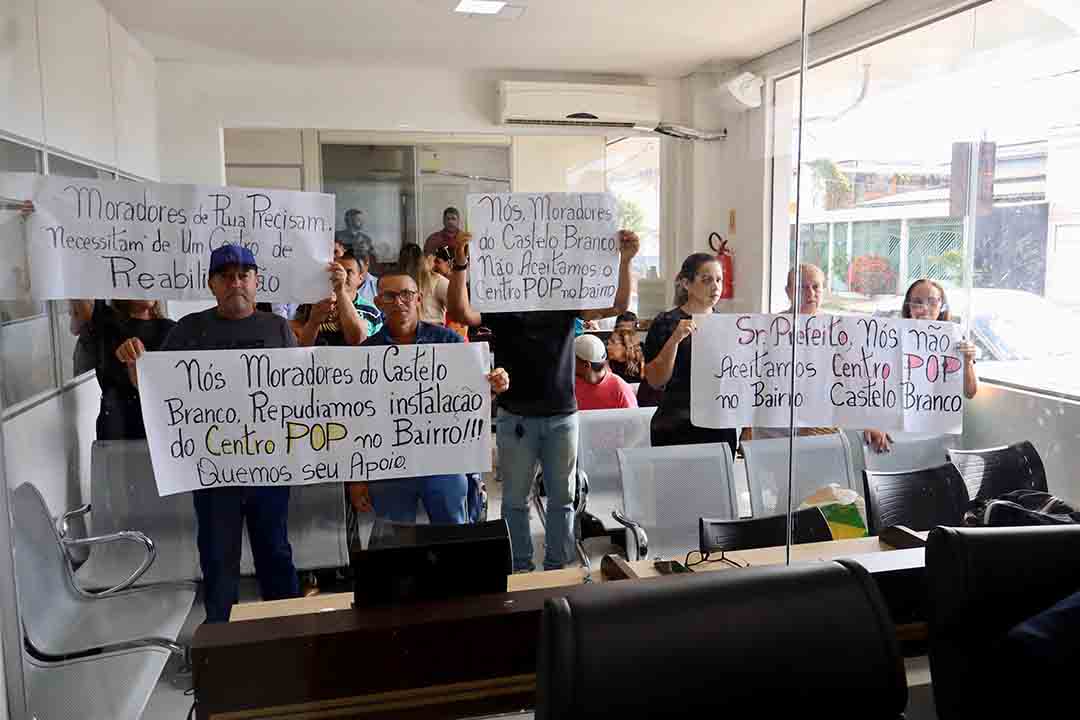 Moradores de Rua Precisam,
Necessitam de Um Centro de
Reabilitação
Nós, Moradores
do Castelo Branco,
Não Aceitamos o
Centro POP no bairro
Nós Moradores do Castelo
Branco, Repudiamos instalação
do Centro POP no Bairro!!!
Quemos seu Apoio.
Sr. Prefeito, Nós não
Aceitamos Centro POP
no Bairro Castelo Branco